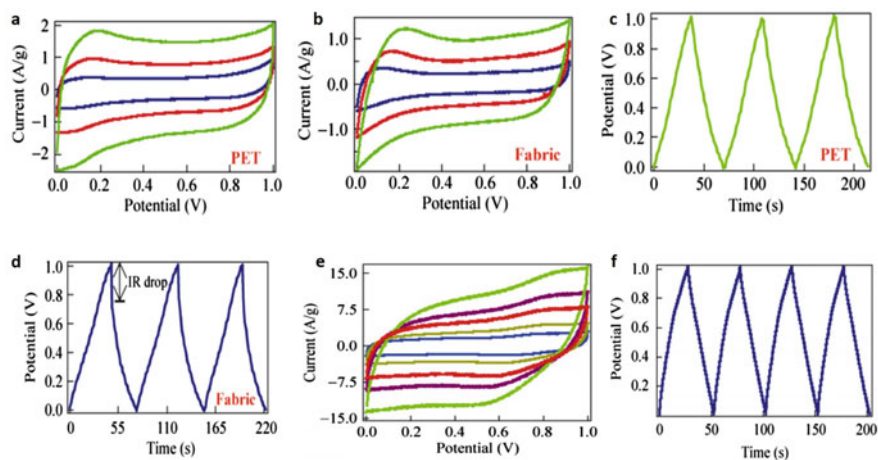 a
2
1
0
-1
-2
Current (A/g)
PET
0.0 0.2 0.4 0.6 0.8 1.0
Potential (V)
b
1.0
0.0
-1.0
Current (A/g)
Fabric
0.0 0.2 0.4 0.6 0.8 1.0
Potential (V)
c
1.0
0.8
0.6
0.4
0.2
0.0
Potential (V)
PET
0 50 100 150 200
Time (s)
d
1.0
0.8
0.6
0.4
0.2
0.0
Potential (V)
IR drop
Fabric
0 55 110 165 220
Time (s)
e
15.0
7.5
0.0
-7.5
-15.0
Current (A/g)
0.0 0.2 0.4 0.6 0.8 1.0
Potential (V)
f
1.0
0.8
0.6
0.4
0.2
Potential (V)
0 50 100 150 200
Time (s)